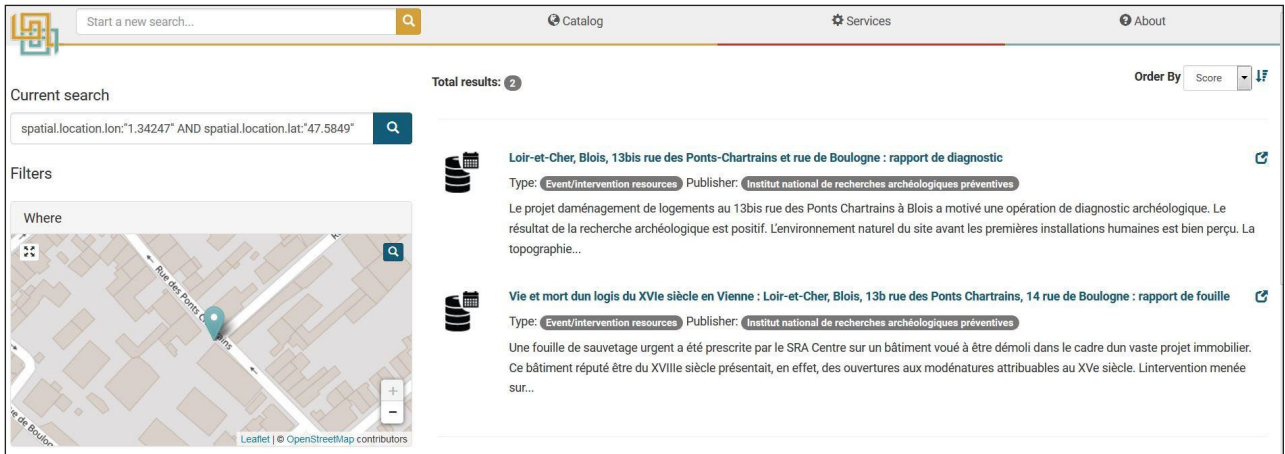 Start a new search...
Catalog
Services
About
Current search
spatial.location.lon:"1.34247" AND spatial.location.lat:"47.5849"
Filters
Where
Rue des Ponts Chartrains
ue de Boulog
+
−
Leaflet | © OpenStreetMap contributors
Total results: 2
Order By Score
Loir-et-Cher, Blois, 13bis rue des Ponts-Chartrains et rue de Boulogne : rapport de diagnostic
Type: Event/intervention resources Publisher: Institut national de recherches archéologiques préventives
Le projet daménagement de logements au 13bis rue des Ponts Chartrains à Blois a motivé une opération de diagnostic archéologique. Le
résultat de la recherche archéologique est positif. L'environnement naturel du site avant les premières installations humaines est bien perçu. La
topographie...
Vie et mort dun logis du XVIe siècle en Vienne : Loir-et-Cher, Blois, 13b rue des Ponts Chartrains, 14 rue de Boulogne : rapport de fouille
Type: Event/intervention resources Publisher: Institut national de recherches archéologiques préventives
Une fouille de sauvetage urgent a été prescrite par le SRA Centre sur un bâtiment voué à être démoli dans le cadre dun vaste projet immobilier.
Ce bâtiment réputé être du XVIIIe siècle présentait, en effet, des ouvertures aux modénatures attribuables au XVe siècle. Lintervention menée
sur...